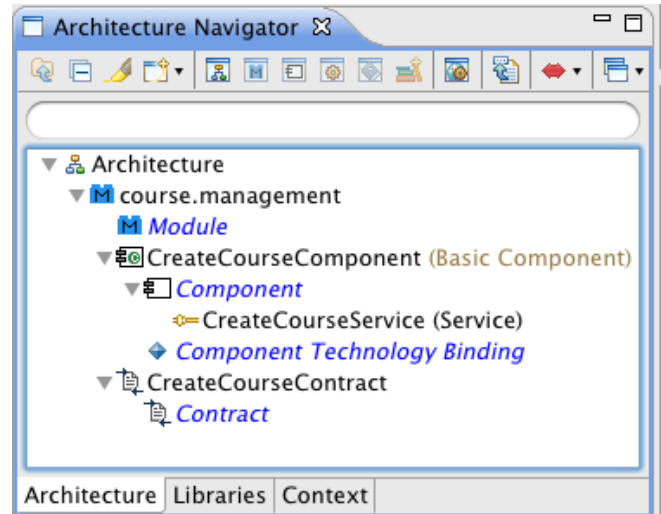 Architecture Navigator
Architecture
M course.management
M Module
CreateCourseComponent (Basic Component)
Component
CreateCourseService (Service)
Component Technology Binding
CreateCourseContract
Contract
Architecture Libraries Context